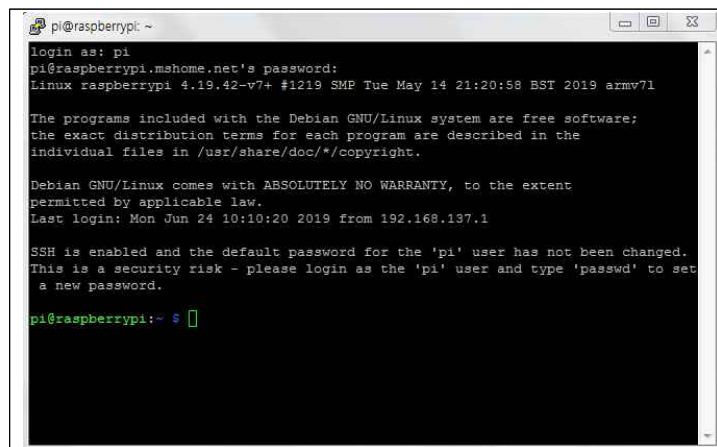 pi@raspberrypi: ~
login as: pi
pi@raspberrypi.mshome.net's password:
Linux raspberrypi 4.19.42-v7+ #1219 SMP Tue May 14 21:20:58 BST 2019 armv7l
The programs included with the Debian GNU/Linux system are free software;
the exact distribution terms for each program are described in the
individual files in /usr/share/doc/*/copyright.
Debian GNU/Linux comes with ABSOLUTELY NO WARRANTY, to the extent
permitted by applicable law.
Last login: Mon Jun 24 10:10:20 2019 from 192.168.137.1
SSH is enabled and the default password for the 'pi' user has not been changed.
This is a security risk - please login as the 'pi' user and type 'passwd' to set
a new password.
pi@raspberrypi:~ $